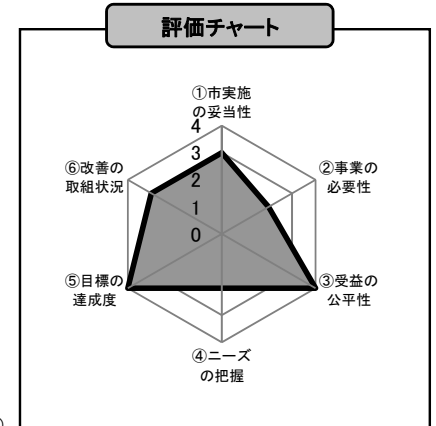 評価チャート
①市実施
の妥当性
4
3
2
1
0
②事業の
必要性
③受益の
公平性
④ニーズ
の把握
⑤目標の
達成度
⑥改善の
取組状況